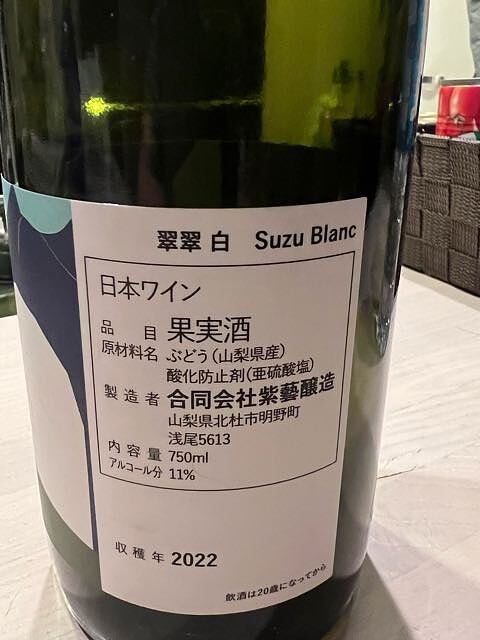 翠翠 白 Suzu Blanc
日本ワイン
品目 果実酒
原材料名 ぶどう(山梨県産)
酸化防止剤(亜硫酸塩)
製造者 合同会社紫藝醸造
山梨県北杜市明野町
浅尾5613
内容量 750ml
アルコール分 11%
収穫年 2022
飲酒は20歳になってから